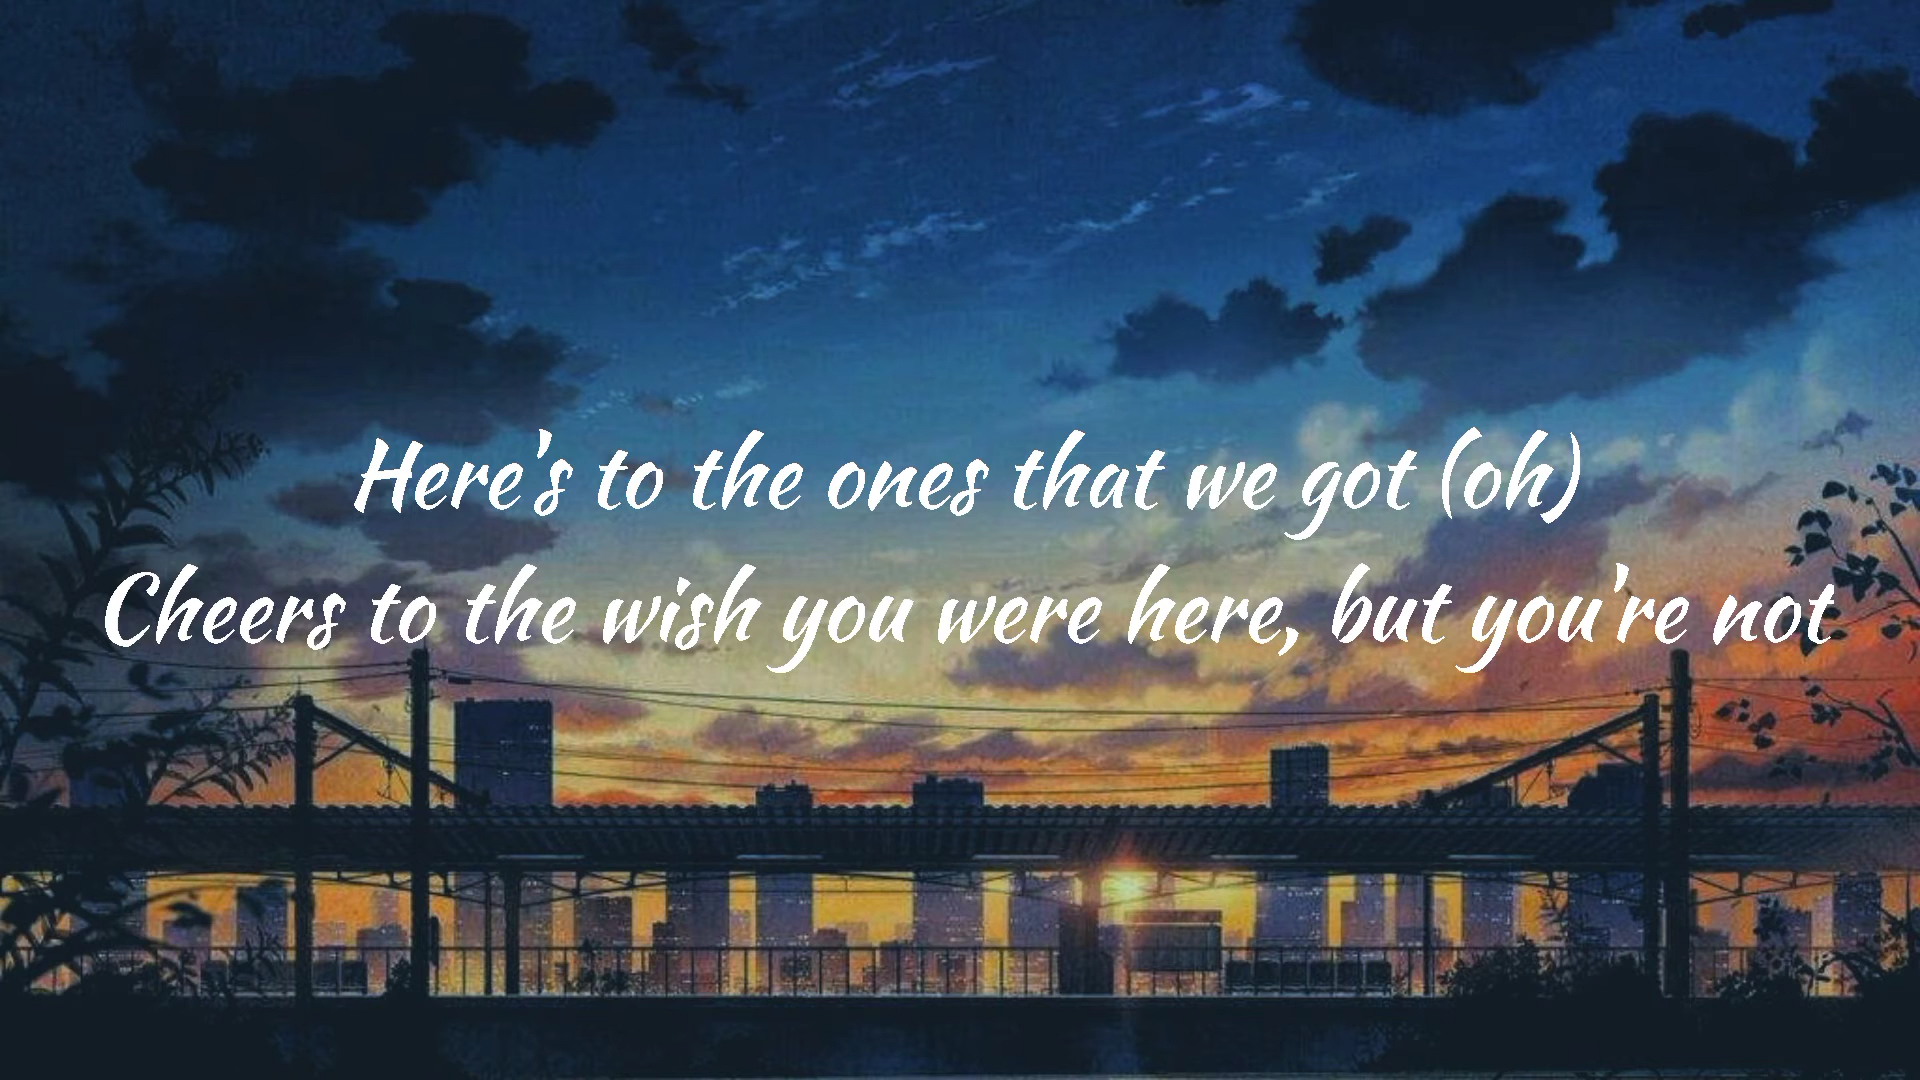 Here's to the ones that we got (oh)
Cheers to the wish you were here, but you're not